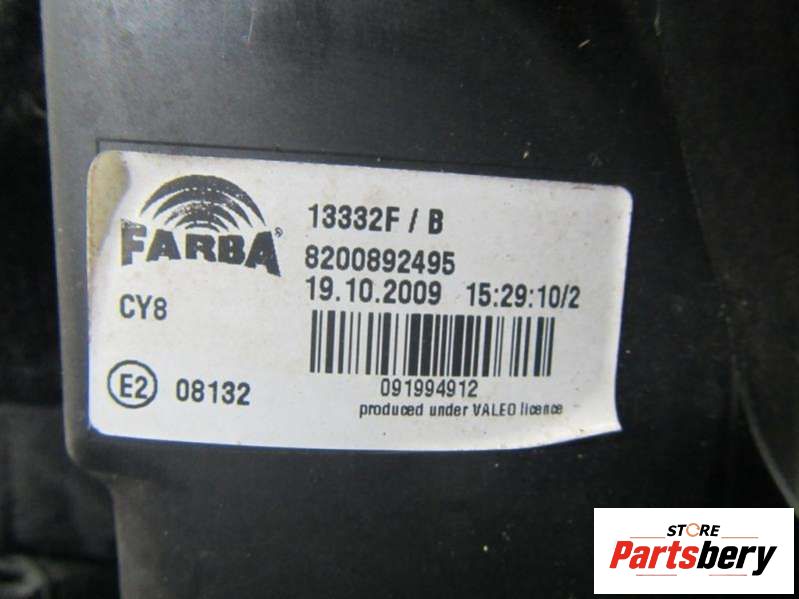 FARBA®
13332F / B
8200892495
19.10.2009 15:29:10/2
CY8
091994912
E2 08132
produced under VALEO licence
STORE
Partsbery